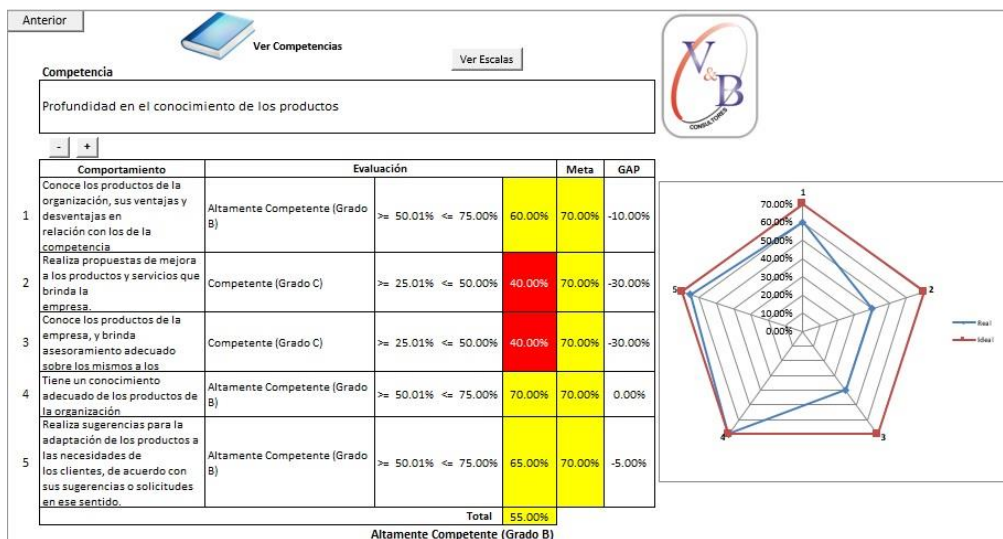 Anterior
Ver Competencias
Ver Escalas
V&B
CONSULTORES
Competencia
Profundidad en el conocimiento de los productos
- +
Comportamiento Evaluación Meta GAP
Conoce los productos de la
organización, sus ventajas y
desventajas en
relación con los de la
competencia
1 Altamente Competente (Grado
B) >= 50.01% <= 75.00% 60.00% 70.00% -10.00%
Realiza propuestas de mejora
a los productos y servicios que
brinda la
empresa.
2 Competente (Grado C) >= 25.01% <= 50.00% 40.00% 70.00% -30.00%
Conoce los productos de la
empresa, y brinda
asesoramiento adecuado
sobre los mismos a los
3 Competente (Grado C) >= 25.01% <= 50.00% 40.00% 70.00% -30.00%
Tiene un conocimiento
adecuado de los productos de
la organización
4 Altamente Competente (Grado
B) >= 50.01% <= 75.00% 70.00% 70.00% 0.00%
Realiza sugerencias para la
adaptación de los productos a
las necesidades de
los clientes, de acuerdo con
sus sugerencias o solicitudes
en ese sentido.
5 Altamente Competente (Grado
B) >= 50.01% <= 75.00% 65.00% 70.00% -5.00%
Total 55.00%
Altamente Competente (Grado B)
1
70.00%
60.00%
50.00%
40.00%
30.00%
20.00%
10.00%
0.00%
5
2
4
3
Real
Ideal